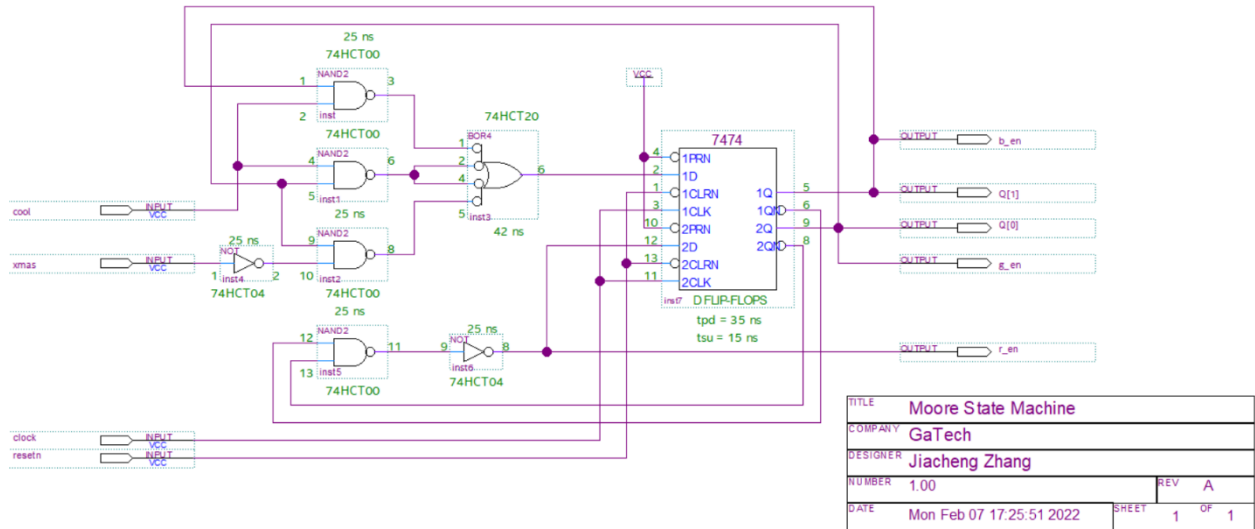 25 ns
74HCT00
NAND2
1
3
2
inst
74HCT00
NAND2
4
6
5
inst1
25 ns
74HCT20
BOR4
1
2
4
5
6
inst3
42 ns
cool
INPUT
VCC
xmas
INPUT
VCC
25 ns
NOT
1
2
inst4
74HCT04
NAND2
9
8
10
inst2
74HCT00
25 ns
NAND2
12
11
13
inst5
74HCT00
25 ns
NOT
9
8
inst6
74HCT04
clock
INPUT
VCC
resetn
INPUT
VCC
VCC
7474
4 1PRN
2 1D
1 1CLRN
3 1CLK
10 2PRN
12 2D
13 2CLRN
11 2CLK
1Q 5
1QN 6
2Q 9
2QN 8
inst7
D FLIP-FLOPS
tpd = 35 ns
tsu = 15 ns
OUTPUT b_en
OUTPUT Q[1]
OUTPUT Q[0]
OUTPUT g_en
OUTPUT r_en
TITLE Moore State Machine
COMPANY GaTech
DESIGNER Jiacheng Zhang
NUMBER 1.00 REV A
DATE Mon Feb 07 17:25:51 2022 SHEET 1 OF 1